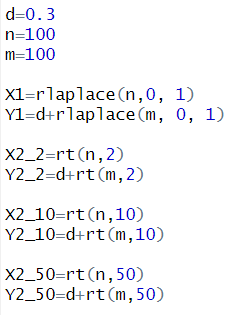 d=0.3
n=100
m=100
X1=rlaplace(n,0, 1)
Y1=d+rlaplace(m, 0, 1)
X2_2=rt(n,2)
Y2_2=d+rt(m,2)
X2_10=rt(n,10)
Y2_10=d+rt(m,10)
X2_50=rt(n,50)
Y2_50=d+rt(m,50)